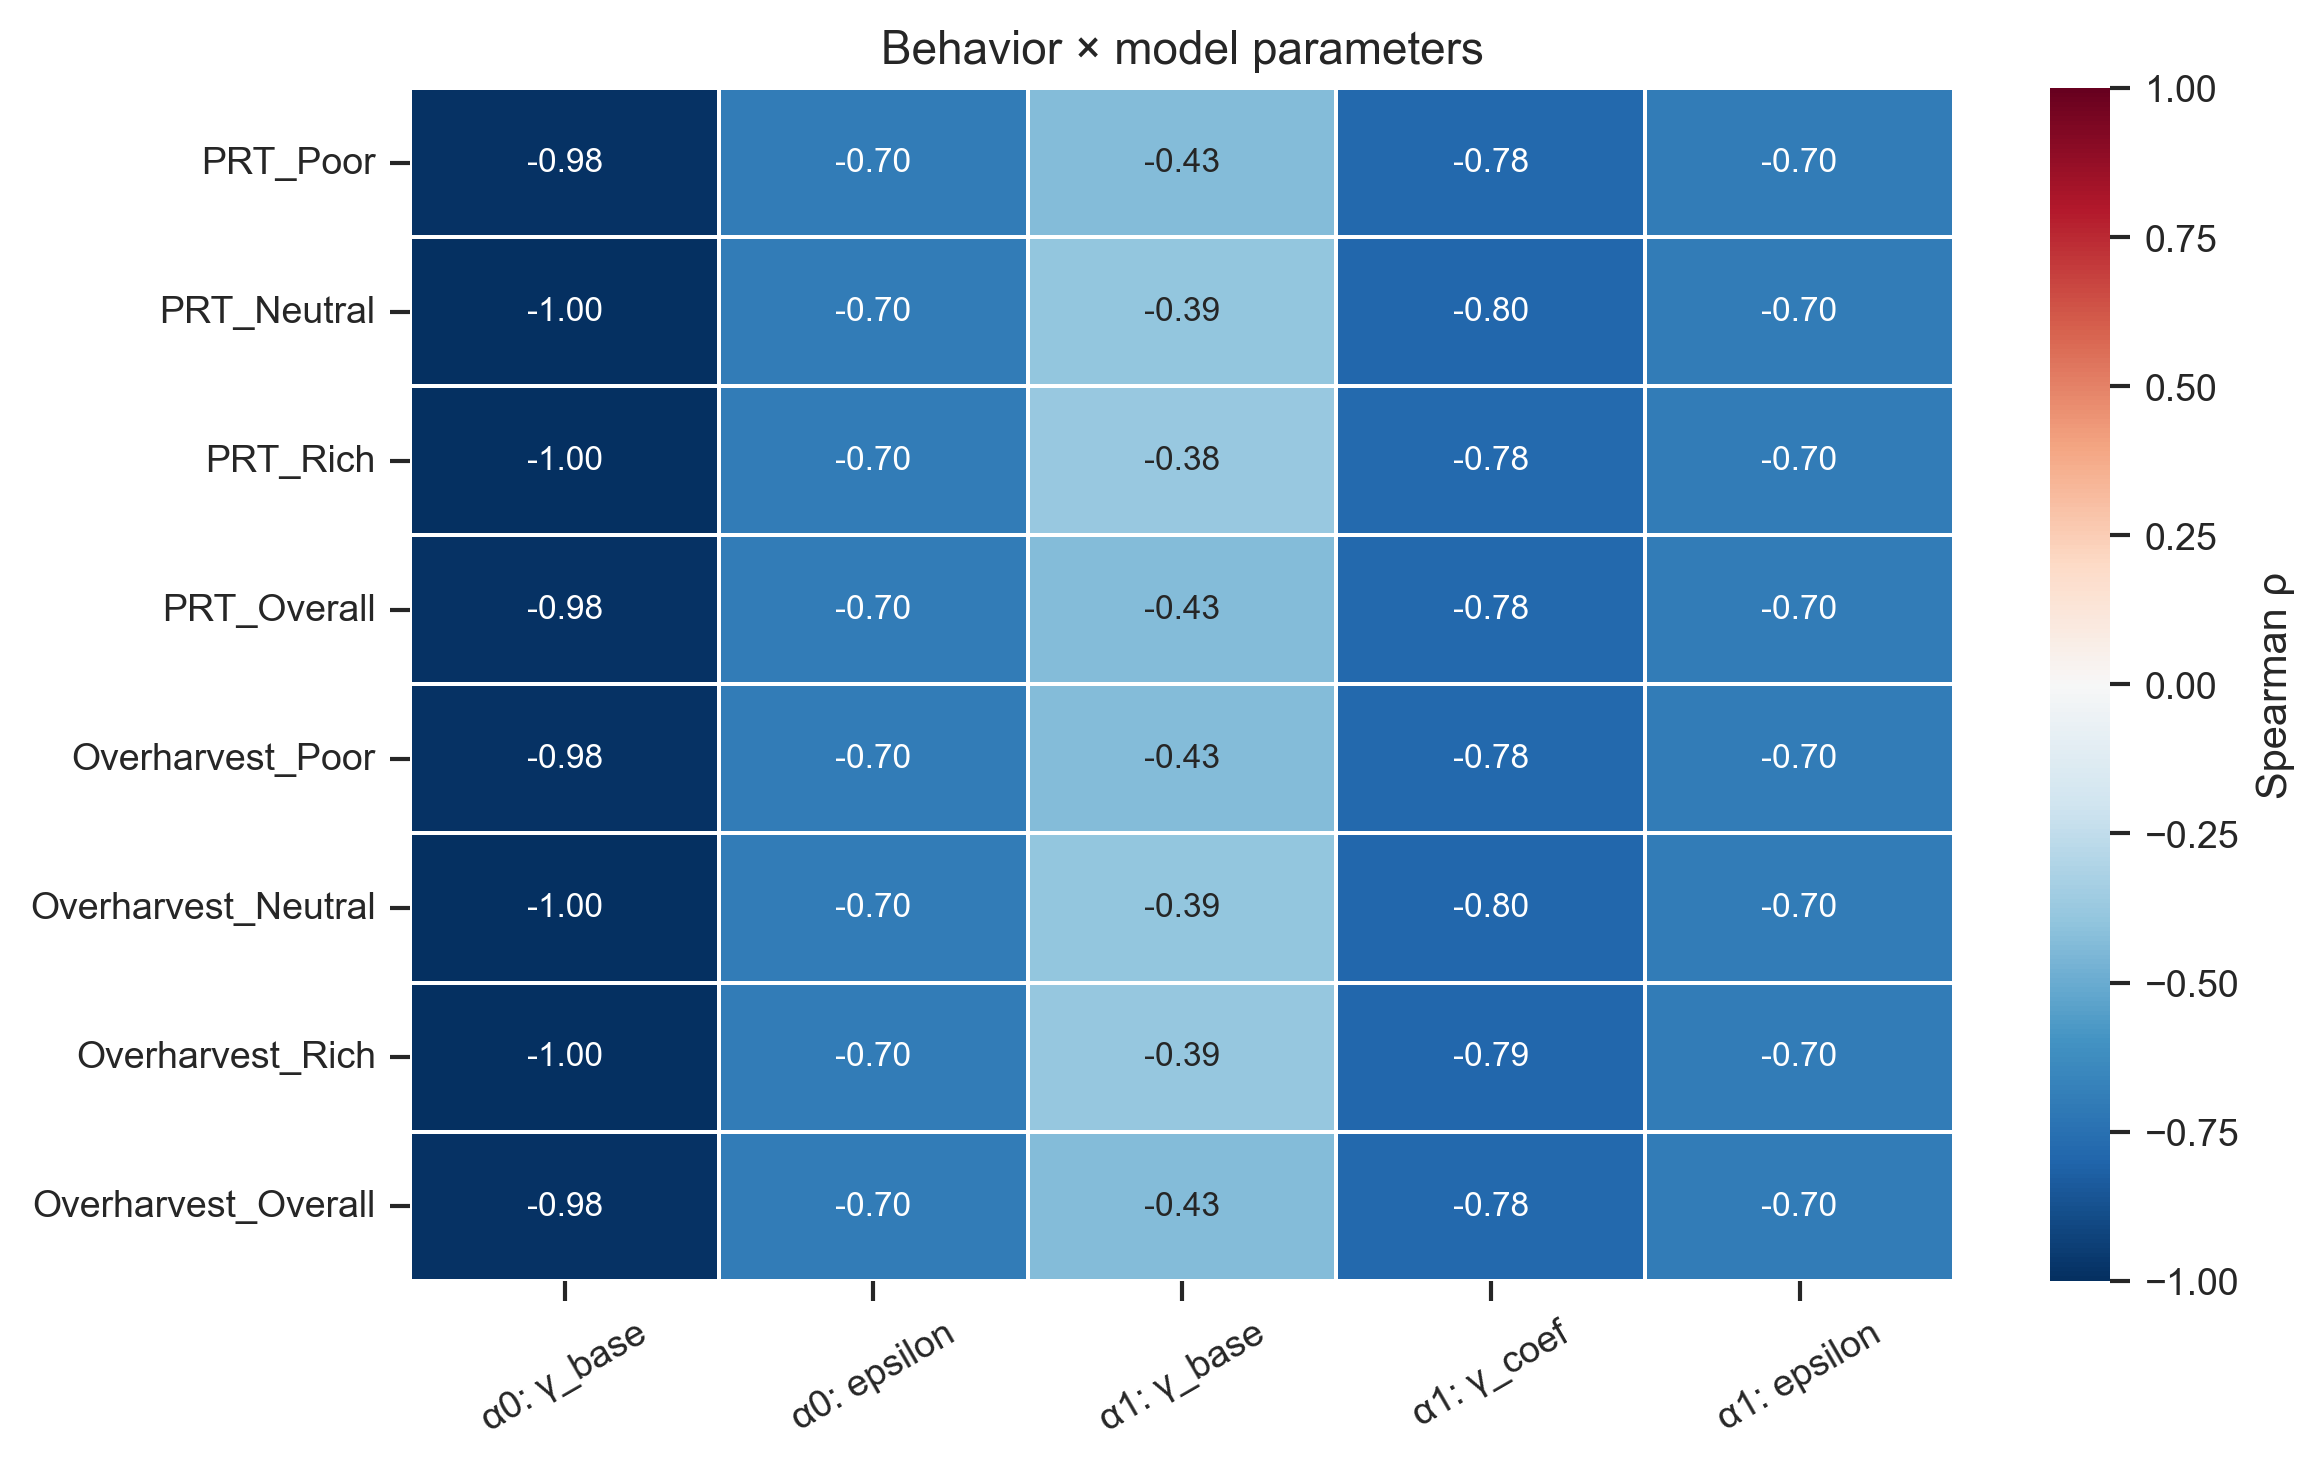 Behavior × model parameters
PRT_Poor -0.98 -0.70 -0.43 -0.78 -0.70
PRT_Neutral -1.00 -0.70 -0.39 -0.80 -0.70
PRT_Rich -1.00 -0.70 -0.38 -0.78 -0.70
PRT_Overall -0.98 -0.70 -0.43 -0.78 -0.70
Overharvest_Poor -0.98 -0.70 -0.43 -0.78 -0.70
Overharvest_Neutral -1.00 -0.70 -0.39 -0.80 -0.70
Overharvest_Rich -1.00 -0.70 -0.39 -0.79 -0.70
Overharvest_Overall -0.98 -0.70 -0.43 -0.78 -0.70
α0: γ_base α0: epsilon α1: γ_base α1: γ_coef α1: epsilon
1.00
0.75
0.50
0.25
0.00
−0.25
−0.50
−0.75
−1.00
Spearman ρ